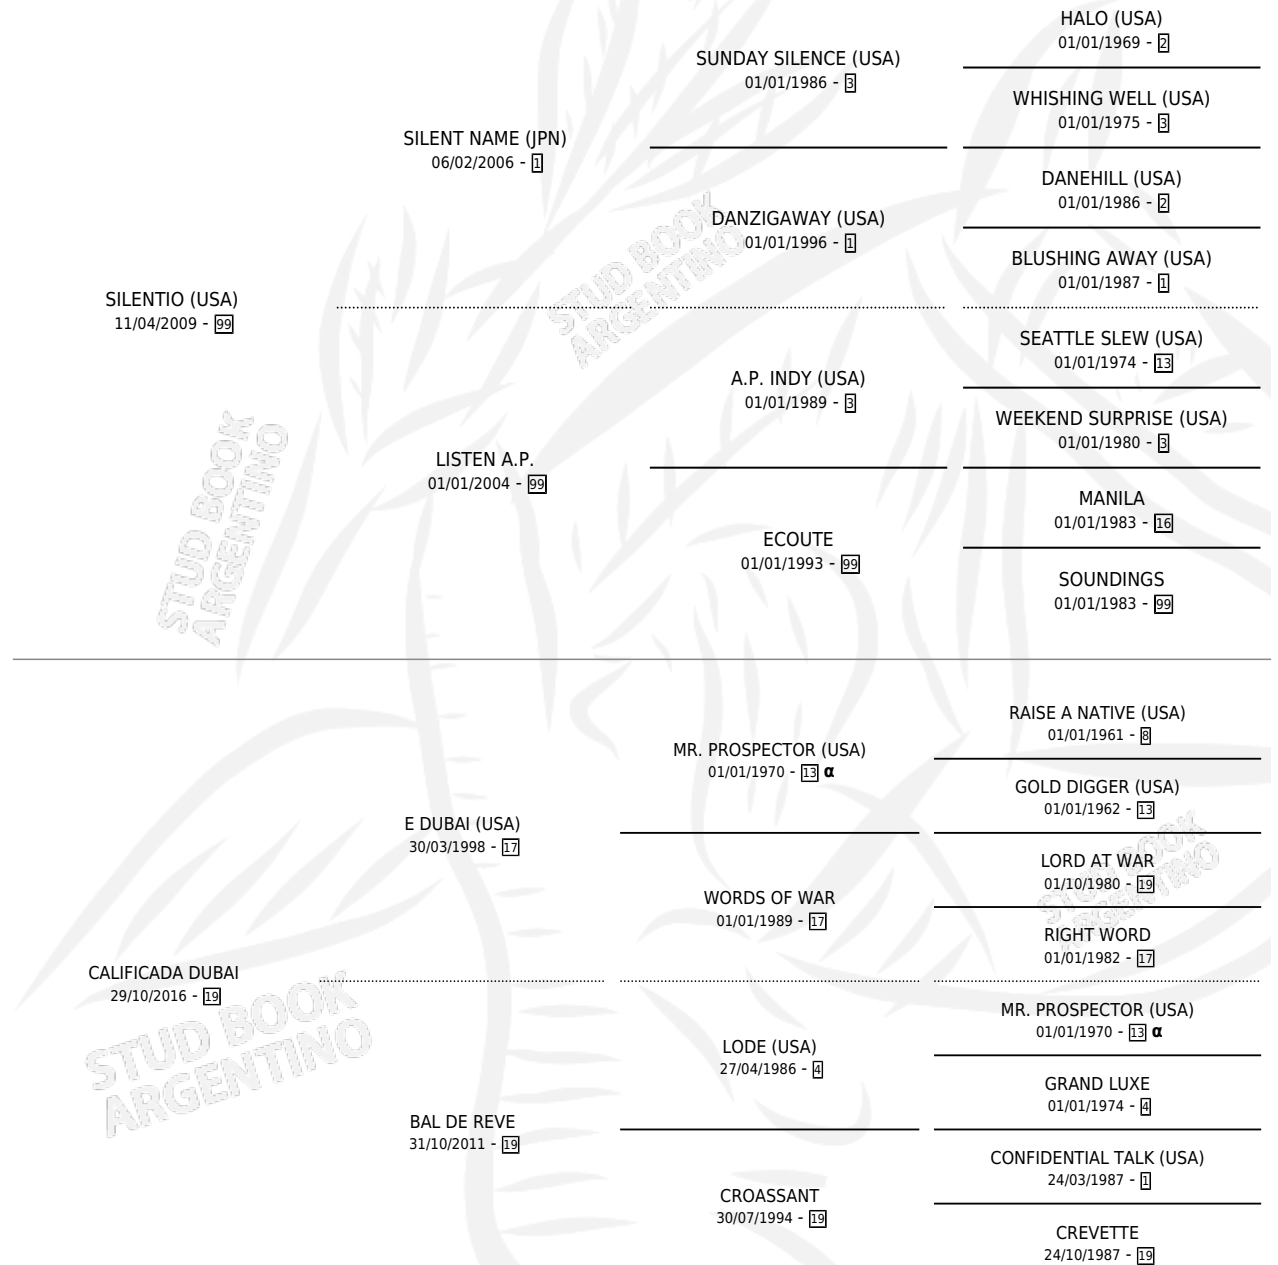 HALO (USA)
01/01/1969 - 2
SUNDAY SILENCE (USA)
01/01/1986 - 3
WHISHING WELL (USA)
01/01/1975 - 3
SILENT NAME (JPN)
06/02/2006 - 1
DANEHILL (USA)
01/01/1986 - 2
DANZIGAWAY (USA)
01/01/1996 - 1
BLUSHING AWAY (USA)
01/01/1987 - 1
SILENTIO (USA)
11/04/2009 - 99
SEATTLE SLEW (USA)
01/01/1974 - 13
A.P. INDY (USA)
01/01/1989 - 3
WEEKEND SURPRISE (USA)
01/01/1980 - 3
LISTEN A.P.
01/01/2004 - 99
MANILA
01/01/1983 - 16
ECOUTE
01/01/1993 - 99
SOUNDINGS
01/01/1983 - 99
RAISE A NATIVE (USA)
01/01/1961 - 8
MR. PROSPECTOR (USA)
01/01/1970 - 13 α
GOLD DIGGER (USA)
01/01/1962 - 13
E DUBAI (USA)
30/03/1998 - 17
LORD AT WAR
01/10/1980 - 19
WORDS OF WAR
01/01/1989 - 17
RIGHT WORD
01/01/1982 - 17
CALIFICADA DUBAI
29/10/2016 - 19
MR. PROSPECTOR (USA)
01/01/1970 - 13 α
LODE (USA)
27/04/1986 - 4
GRAND LUXE
01/01/1974 - 4
BAL DE REVE
31/10/2011 - 19
CONFIDENTIAL TALK (USA)
24/03/1987 - 1
CROASSANT
30/07/1994 - 19
CREVETTE
24/10/1987 - 19
STUD BOOK
ARGENTINO
STUD BOOK
ARGENTINO
STUD BOOK
ARGENTINO
STUD BOOK
ARGENTINO